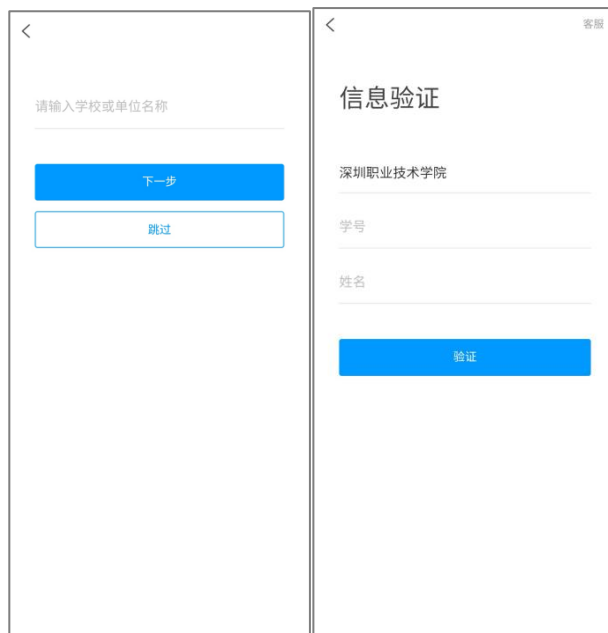 请输入学校或单位名称
下一步
跳过
客服
信息验证
深圳职业技术学院
学号
姓名
验证